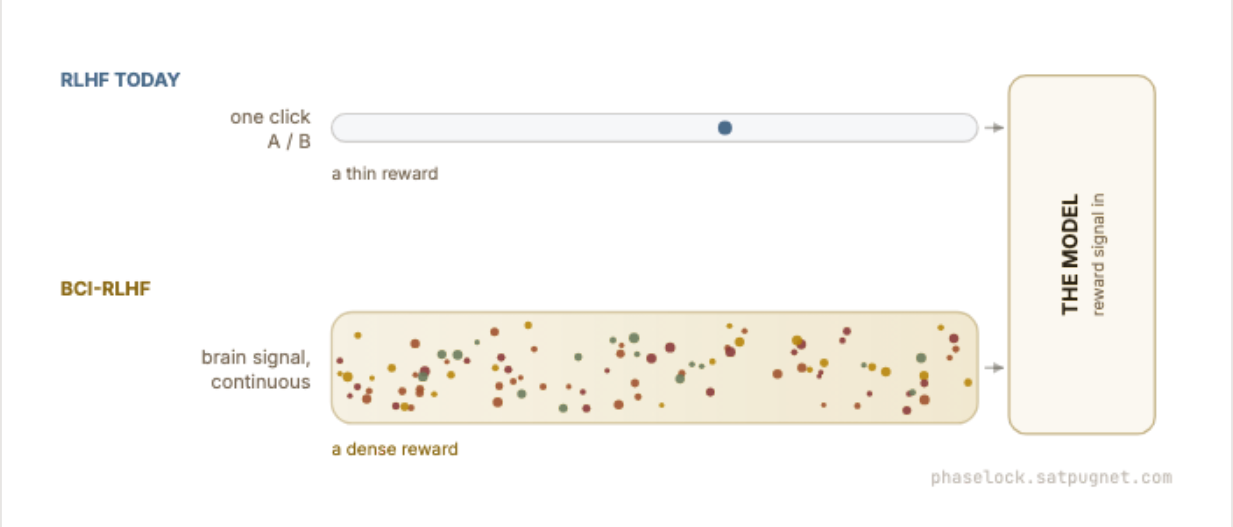 RLHF TODAY
one click
A / B
a thin reward
BCI-RLHF
brain signal,
continuous
a dense reward
THE MODEL
reward signal in
phaselock.satpugnet.com